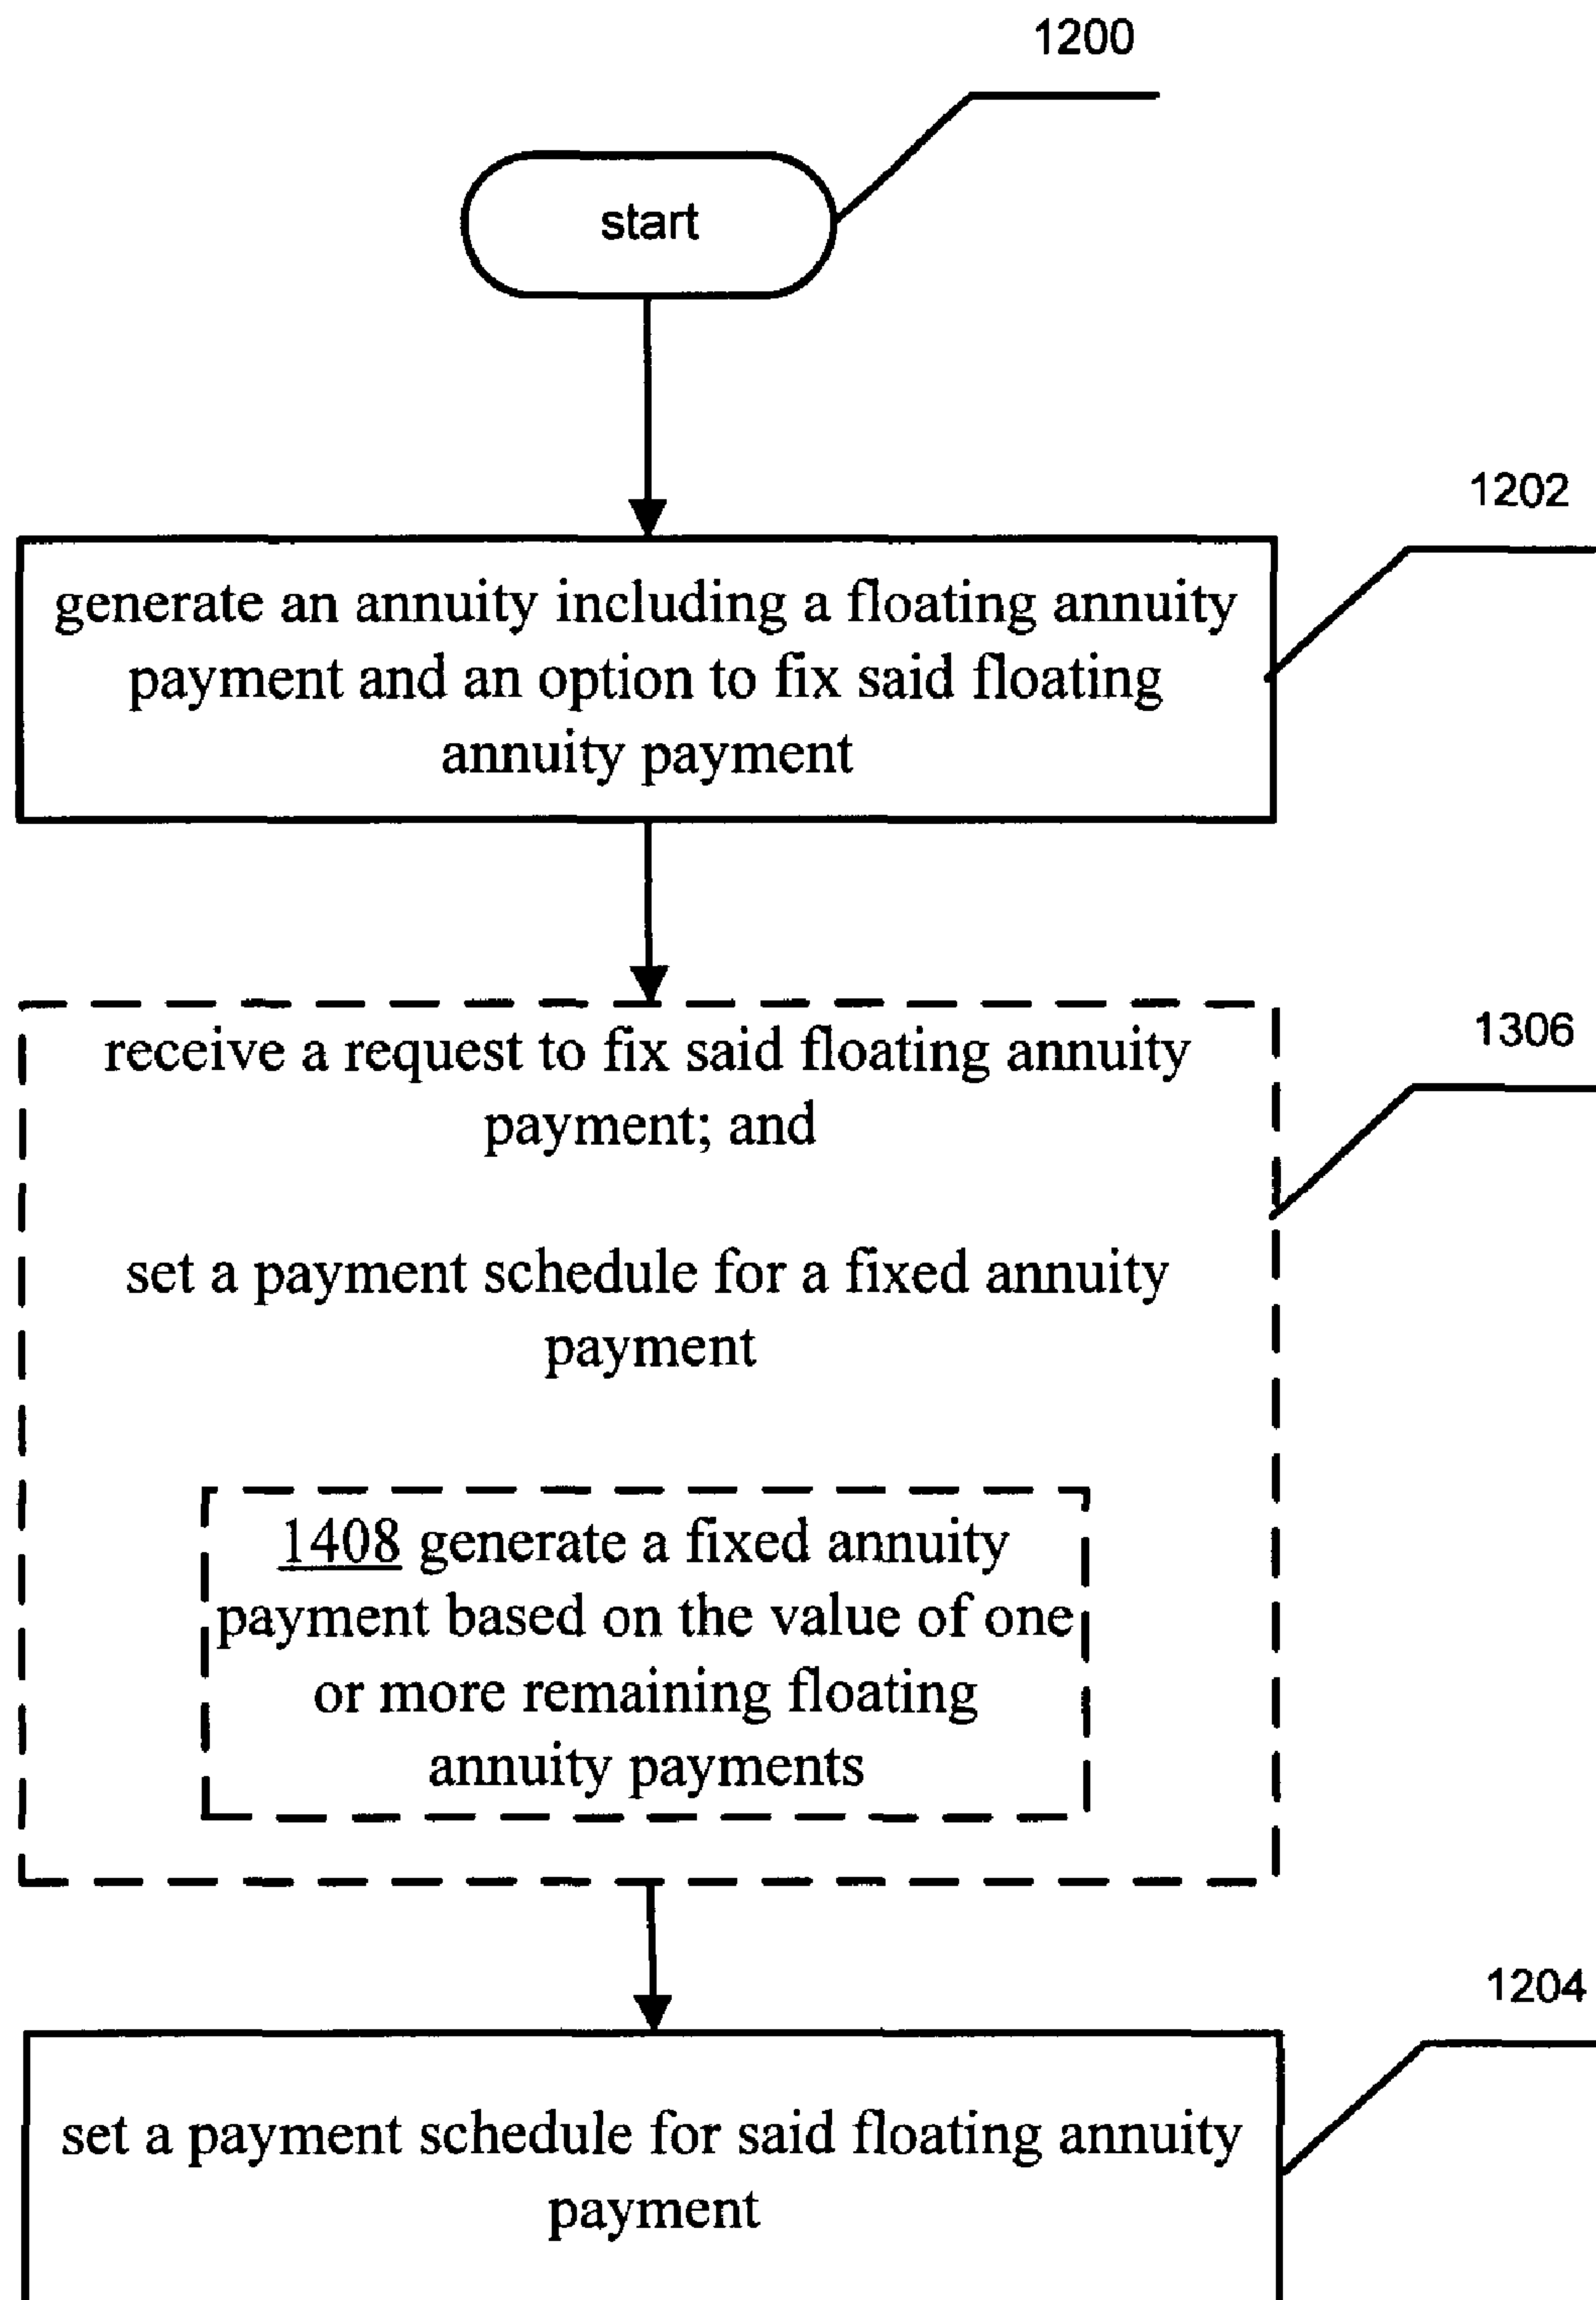 1200
start
1202
generate an annuity including a floating annuity
payment and an option to fix said floating
annuity payment
1306
receive a request to fix said floating annuity
payment; and
set a payment schedule for a fixed annuity
payment
1408 generate a fixed annuity
payment based on the value of one
or more remaining floating
annuity payments
1204
set a payment schedule for said floating annuity
payment